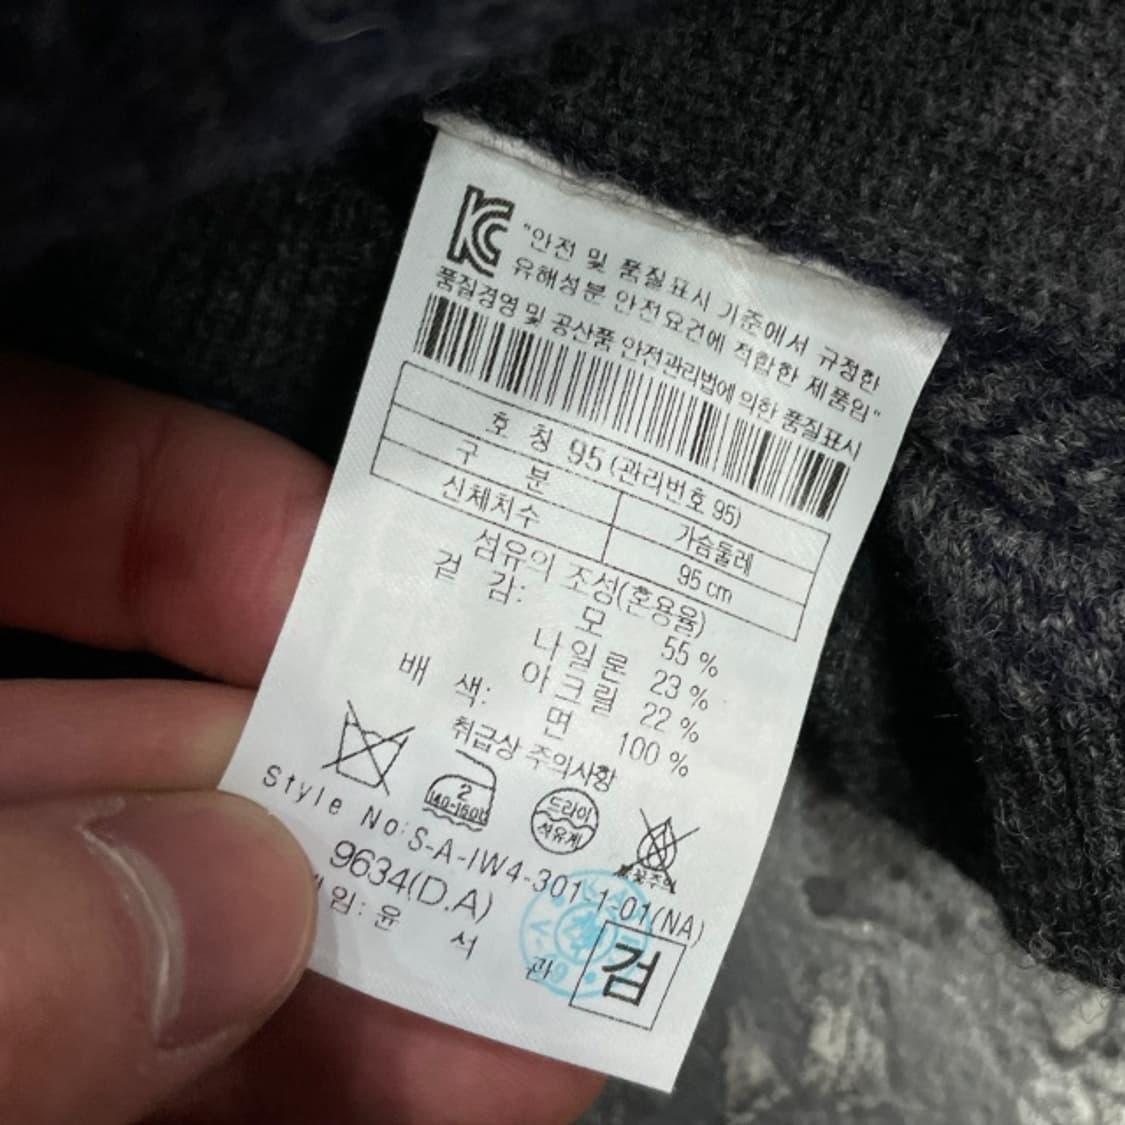 KC
"안전 및 품질표시 기준에서 규정한
유해성분 안전요건에 적합한 제품임"
품질경영 및 공산품 안전관리법에 의한 품질표시
호 칭 95 (관리번호 95)
구 분 가슴둘레
신체치수 95 cm
섬유의 조성(혼용율)
겉 감: 모 55 %
나일론 23 %
아크릴 22 %
배 색: 면 100 %
취급상 주의사항
2
140-160℃
드라이
석유계
Style No:S-A-IW4-301-1-01(NA)
9634(D.A)
임: 윤 석 관
검